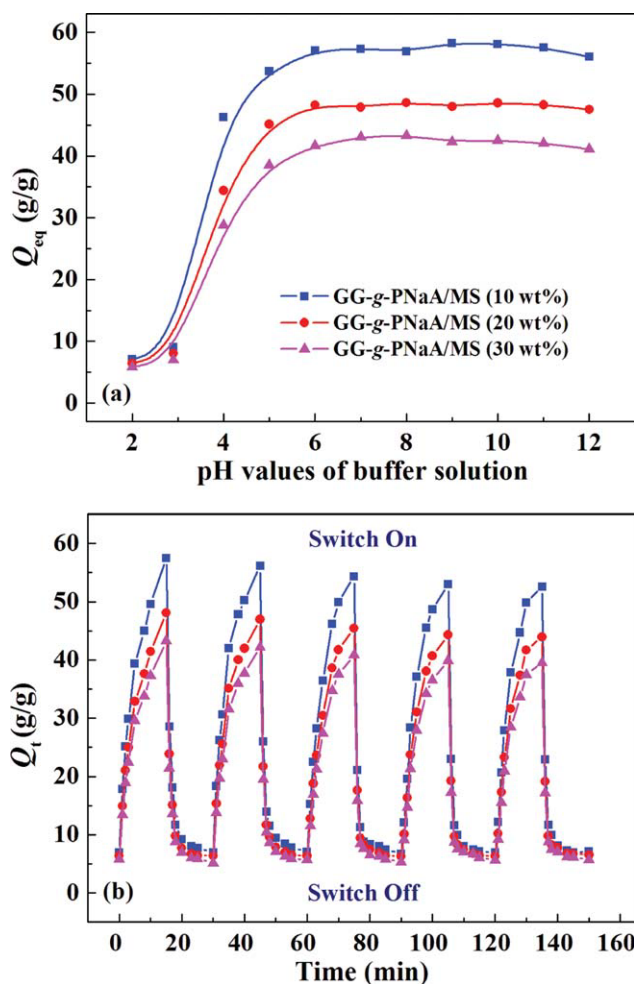 60
50
40
30
20
10
0
Qeq (g/g)
GG-g-PNaA/MS (10 wt%)
GG-g-PNaA/MS (20 wt%)
GG-g-PNaA/MS (30 wt%)
(a)
2 4 6 8 10 12
pH values of buffer solution
60
50
40
30
20
10
0
Qt (g/g)
Switch On
(b)
Switch Off
0 20 40 60 80 100 120 140 160
Time (min)